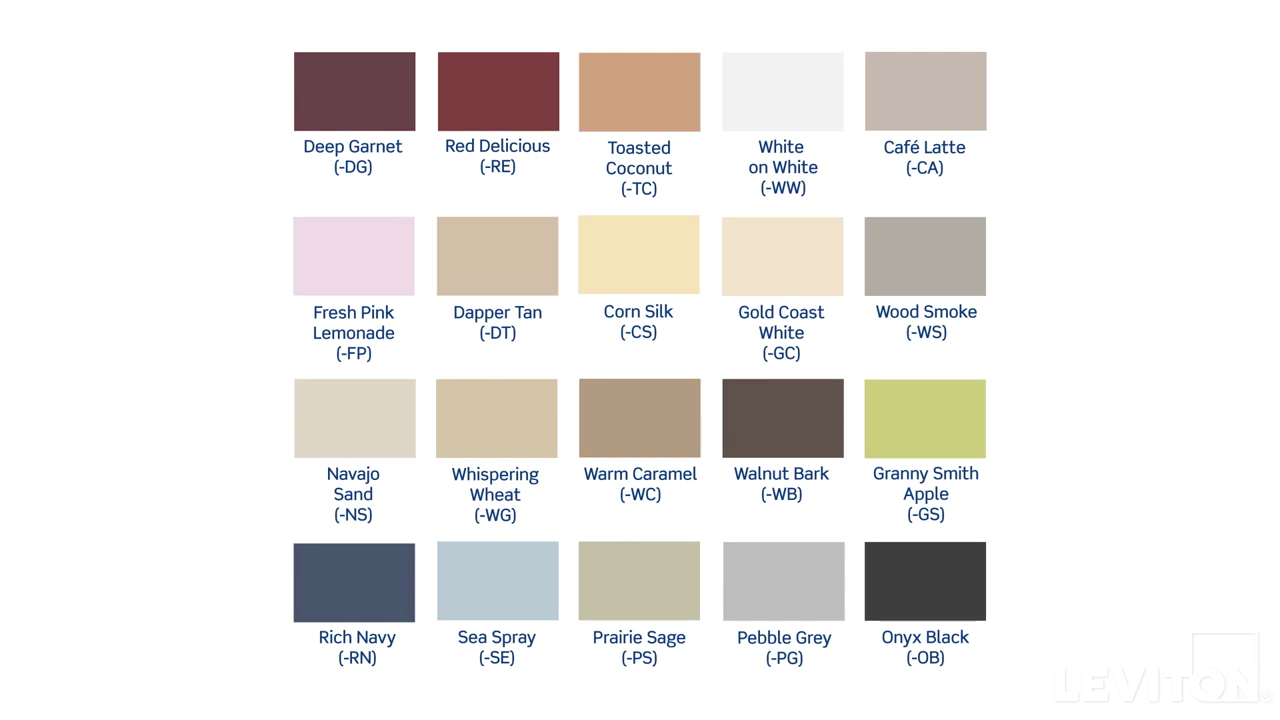 Deep Garnet
(-DG)
Red Delicious
(-RE)
Toasted
Coconut
(-TC)
White
on White
(-WW)
Café Latte
(-CA)
Fresh Pink
Lemonade
(-FP)
Dapper Tan
(-DT)
Corn Silk
(-CS)
Gold Coast
White
(-GC)
Wood Smoke
(-WS)
Navajo
Sand
(-NS)
Whispering
Wheat
(-WG)
Warm Caramel
(-WC)
Walnut Bark
(-WB)
Granny Smith
Apple
(-GS)
Rich Navy
(-RN)
Sea Spray
(-SE)
Prairie Sage
(-PS)
Pebble Grey
(-PG)
Onyx Black
(-OB)
LEVITON®